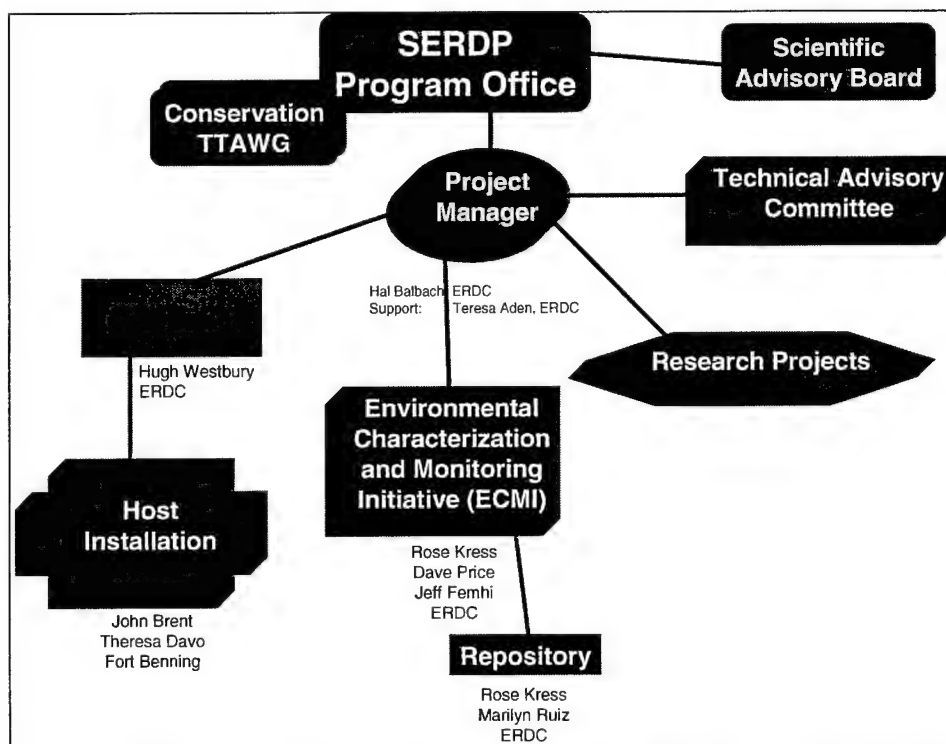 SERDP
Program Office
Scientific
Advisory Board
Conservation
TTAWG
Project
Manager
Technical Advisory
Committee
Hal Balbach ERDC
Support: Teresa Aden, ERDC
Research Projects
Hugh Westbury
ERDC
Environmental
Characterization
and Monitoring
Initiative (ECMI)
Host
Installation
Rose Kress
Dave Price
Jeff Femhi
ERDC
John Brent
Theresa Davo
Fort Benning
Repository
Rose Kress
Marilyn Ruiz
ERDC